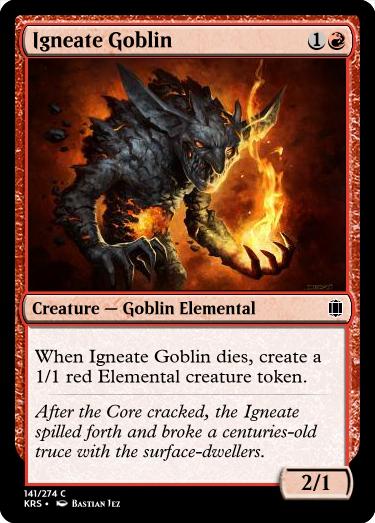 Igneate Goblin 1
Creature — Goblin Elemental
When Igneate Goblin dies, create a
1/1 red Elemental creature token.
After the Core cracked, the Igneate
spilled forth and broke a centuries-old
truce with the surface-dwellers.
2/1
141/274 C
KRS • Bastian Jez